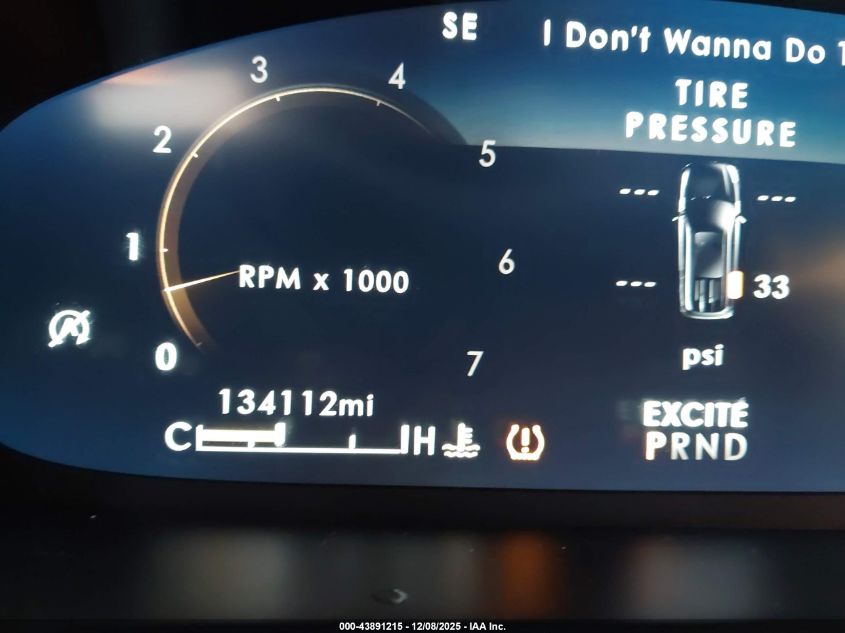 SE
I Don't Wanna Do
TIRE
PRESSURE
3
4
2
5
--- ---
1
6
RPM x 1000
--- 33
0
7
psi
134112mi
EXCITE
C H
PRND
000-43891215 - 12/08/2025 - IAA Inc.